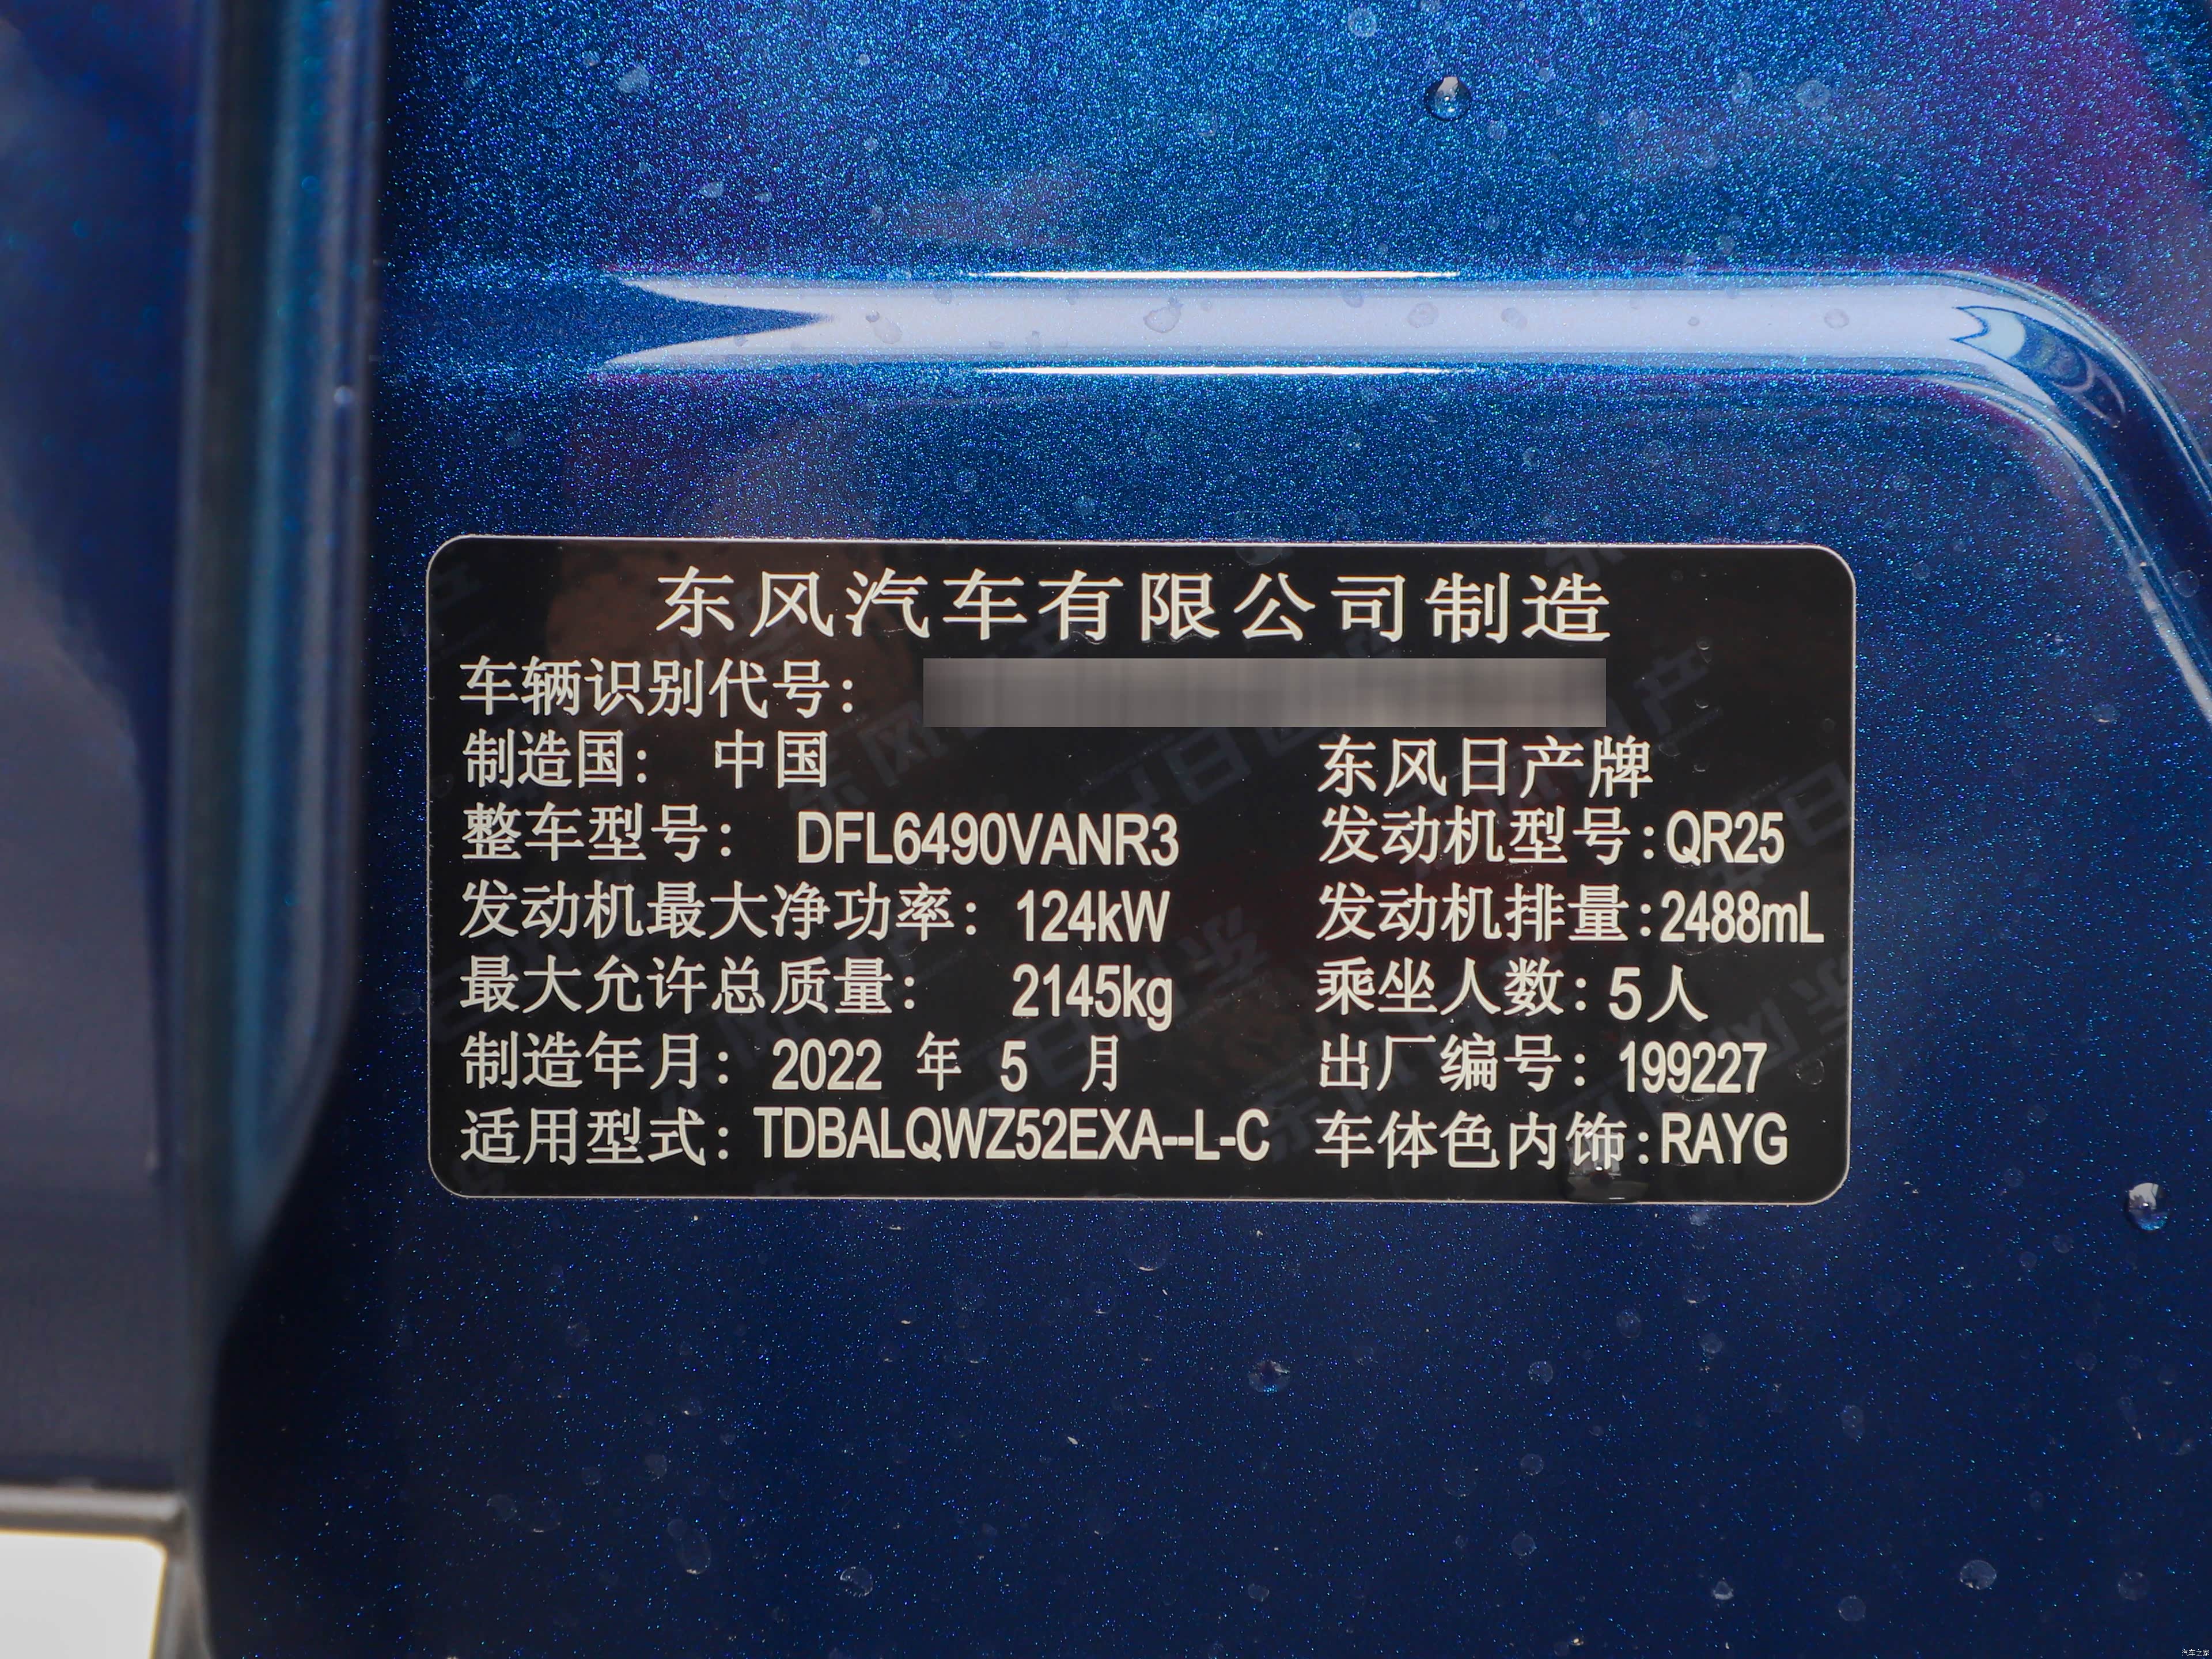 东风汽车有限公司制造
车辆识别代号:
制造国: 中国 东风日产牌
整车型号: DFL6490VANR3 发动机型号:QR25
发动机最大净功率: 124kW 发动机排量:2488mL
最大允许总质量: 2145kg 乘坐人数: 5人
制造年月: 2022 年 5 月 出厂编号: 199227
适用型式: TDBALQWZ52EXA--L-C 车体色内饰:RAYG
汽车之家